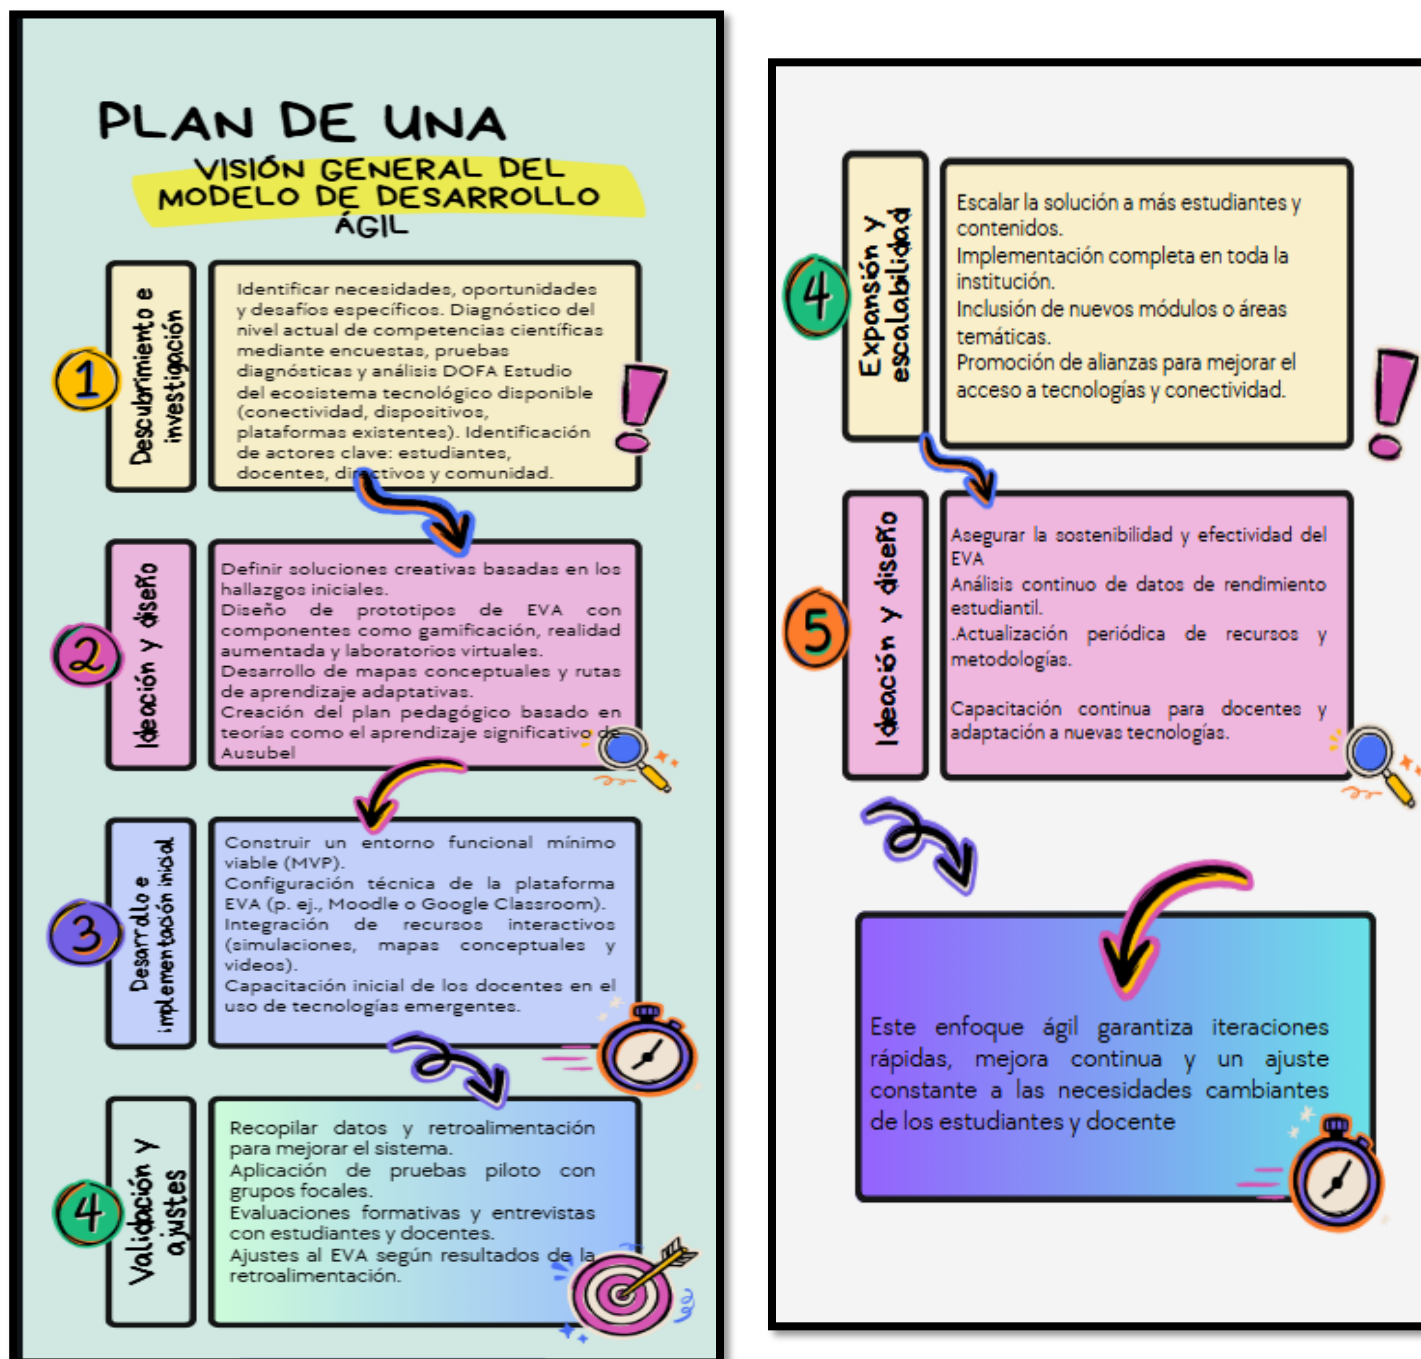 PLAN DE UNA
VISIÓN GENERAL DEL
MODELO DE DESARROLLO
ÁGIL
1
Descubrimiento e
investigación
Identificar necesidades, oportunidades
y desafíos específicos. Diagnóstico del
nivel actual de competencias científicas
mediante encuestas, pruebas
diagnósticas y análisis DOFA Estudio
del ecosistema tecnológico disponible
(conectividad, dispositivos,
plataformas existentes). Identificación
de actores clave: estudiantes,
docentes, directivos y comunidad.
2
Ideación y diseño
Definir soluciones creativas basadas en los
hallazgos iniciales.
Diseño de prototipos de EVA con
componentes como gamificación, realidad
aumentada y laboratorios virtuales.
Desarrollo de mapas conceptuales y rutas
de aprendizaje adaptativas.
Creación del plan pedagógico basado en
teorías como el aprendizaje significativo de
Ausubel
3
Desarrollo e
implementación inicial
Construir un entorno funcional mínimo
viable (MVP).
Configuración técnica de la plataforma
EVA (p. ej., Moodle o Google Classroom).
Integración de recursos interactivos
(simulaciones, mapas conceptuales y
videos).
Capacitación inicial de los docentes en el
uso de tecnologías emergentes.
4
Validación y
ajustes
Recopilar datos y retroalimentación
para mejorar el sistema.
Aplicación de pruebas piloto con
grupos focales.
Evaluaciones formativas y entrevistas
con estudiantes y docentes.
Ajustes al EVA según resultados de la
retroalimentación.
4
Expansión y
escalabilidad
Escalar la solución a más estudiantes y
contenidos.
Implementación completa en toda la
institución.
Inclusión de nuevos módulos o áreas
temáticas.
Promoción de alianzas para mejorar el
acceso a tecnologías y conectividad.
5
Ideación y diseño
Asegurar la sostenibilidad y efectividad del
EVA
Análisis continuo de datos de rendimiento
estudiantil.
.Actualización periódica de recursos y
metodologías.
Capacitación continua para docentes y
adaptación a nuevas tecnologías.
Este enfoque ágil garantiza iteraciones
rápidas, mejora continua y un ajuste
constante a las necesidades cambiantes
de los estudiantes y docente